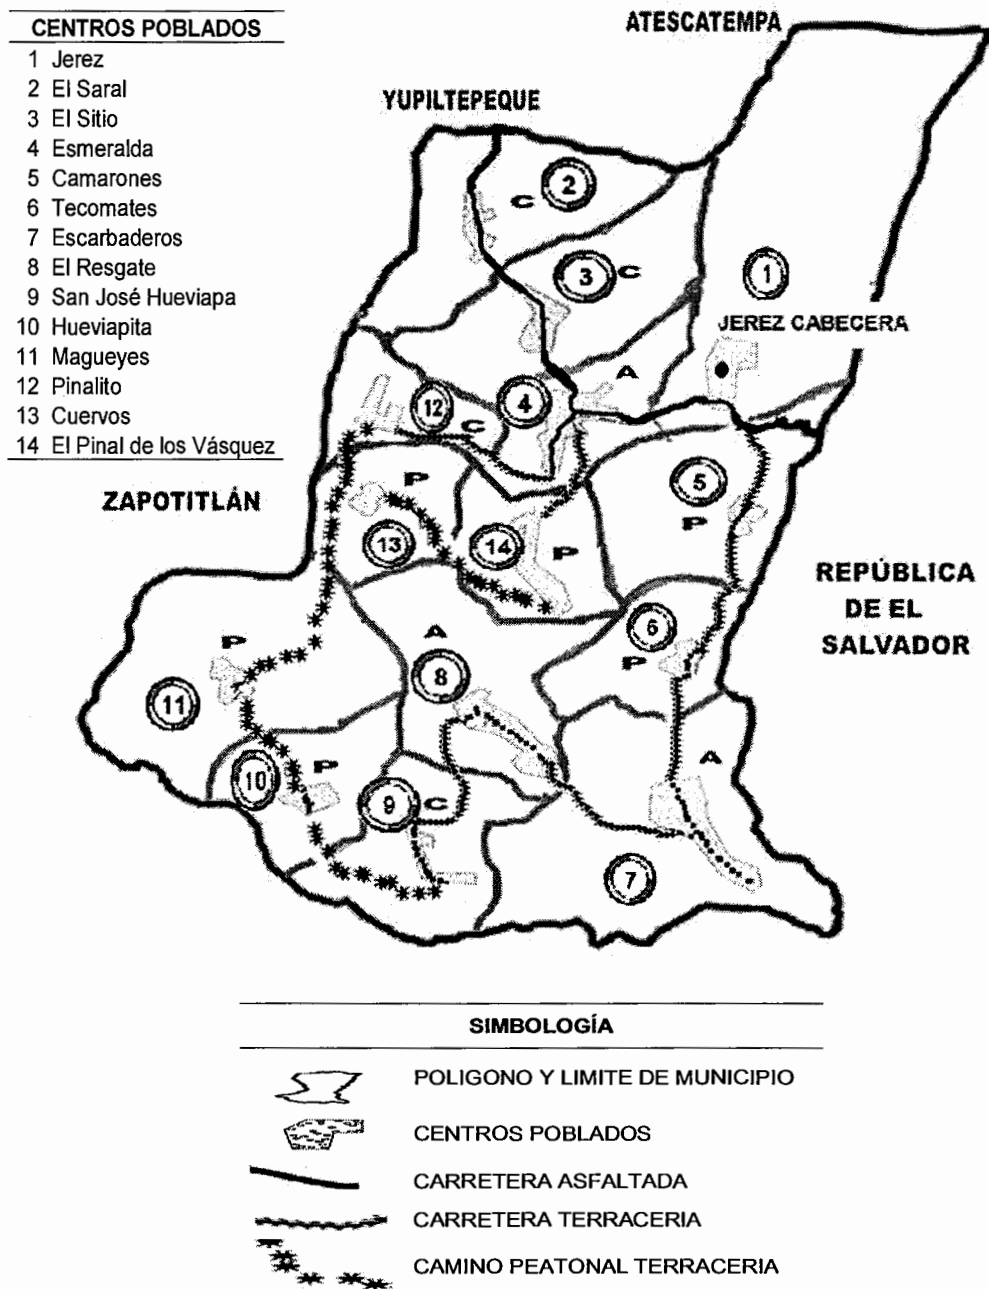 CENTROS POBLADOS
1 Jerez
2 El Saral
3 El Sitio
4 Esmeralda
5 Camarones
6 Tecomates
7 Escarbaderos
8 El Resgate
9 San José Hueviapa
10 Hueviapita
11 Magueyes
12 Pinalito
13 Cuervos
14 El Pinal de los Vásquez
ATESCATEMPA
YUPILTEPEQUE
2
C
3
C
1
JEREZ CABECERA
A
4
12
C
5
P
ZAPOTITLÁN
P
13
14
P
REPÚBLICA
DE EL
SALVADOR
6
P
A
8
P
11
10
P
9
C
A
7
SIMBOLOGÍA
POLIGONO Y LIMITE DE MUNICIPIO
CENTROS POBLADOS
CARRETERA ASFALTADA
CARRETERA TERRACERIA
CAMINO PEATONAL TERRACERIA